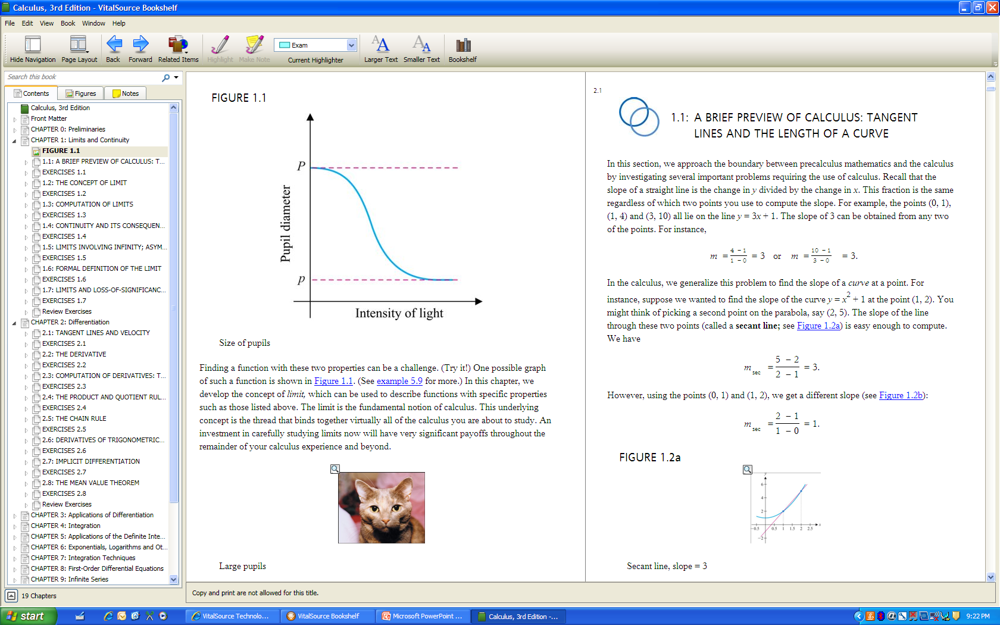 Calculus, 3rd Edition - VitalSource Bookshelf
File Edit View Book Window Help
Hide Navigation Page Layout Back Forward Related Items Highlight Make Note Exam Current Highlighter Larger Text Smaller Text Bookshelf
Search this book
Contents Figures Notes
Calculus, 3rd Edition
Front Matter
CHAPTER 0: Preliminaries
CHAPTER 1: Limits and Continuity
FIGURE 1.1
1.1: A BRIEF PREVIEW OF CALCULUS: T...
EXERCISES 1.1
1.2: THE CONCEPT OF LIMIT
EXERCISES 1.2
1.3: COMPUTATION OF LIMITS
EXERCISES 1.3
1.4: CONTINUITY AND ITS CONSEQUEN...
EXERCISES 1.4
1.5: LIMITS INVOLVING INFINITY; ASYM...
EXERCISES 1.5
1.6: FORMAL DEFINITION OF THE LIMIT
EXERCISES 1.6
1.7: LIMITS AND LOSS-OF-SIGNIFICANC...
EXERCISES 1.7
Review Exercises
CHAPTER 2: Differentiation
2.1: TANGENT LINES AND VELOCITY
EXERCISES 2.1
2.2: THE DERIVATIVE
EXERCISES 2.2
2.3: COMPUTATION OF DERIVATIVES: T...
EXERCISES 2.3
2.4: THE PRODUCT AND QUOTIENT RUL...
EXERCISES 2.4
2.5: THE CHAIN RULE
EXERCISES 2.5
2.6: DERIVATIVES OF TRIGONOMETRIC...
EXERCISES 2.6
2.7: IMPLICIT DIFFERENTIATION
EXERCISES 2.7
2.8: THE MEAN VALUE THEOREM
EXERCISES 2.8
Review Exercises
CHAPTER 3: Applications of Differentiation
CHAPTER 4: Integration
CHAPTER 5: Applications of the Definite Inte...
CHAPTER 6: Exponentials, Logarithms and Ot...
CHAPTER 7: Integration Techniques
CHAPTER 8: First-Order Differential Equations
CHAPTER 9: Infinite Series
19 Chapters
FIGURE 1.1
P
Pupil diameter
p
Intensity of light
Size of pupils
Finding a function with these two properties can be a challenge. (Try it!) One possible graph
of such a function is shown in Figure 1.1. (See example 5.9 for more.) In this chapter, we
develop the concept of limit, which can be used to describe functions with specific properties
such as those listed above. The limit is the fundamental notion of calculus. This underlying
concept is the thread that binds together virtually all of the calculus you are about to study. An
investment in carefully studying limits now will have very significant payoffs throughout the
remainder of your calculus experience and beyond.
Large pupils
2.1
1.1: A BRIEF PREVIEW OF CALCULUS: TANGENT
LINES AND THE LENGTH OF A CURVE
In this section, we approach the boundary between precalculus mathematics and the calculus
by investigating several important problems requiring the use of calculus. Recall that the
slope of a straight line is the change in y divided by the change in x. This fraction is the same
regardless of which two points you use to compute the slope. For example, the points (0, 1),
(1, 4) and (3, 10) all lie on the line y = 3x + 1. The slope of 3 can be obtained from any two
of the points. For instance,
m = 4 - 1 / 1 - 0 = 3 or m = 10 - 1 / 3 - 0 = 3.
In the calculus, we generalize this problem to find the slope of a curve at a point. For
instance, suppose we wanted to find the slope of the curve y = x² + 1 at the point (1, 2). You
might think of picking a second point on the parabola, say (2, 5). The slope of the line
through these two points (called a secant line; see Figure 1.2a) is easy enough to compute.
We have
m sec = 5 - 2 / 2 - 1 = 3.
However, using the points (0, 1) and (1, 2), we get a different slope (see Figure 1.2b):
m sec = 2 - 1 / 1 - 0 = 1.
FIGURE 1.2a
y
6
4
2
-0.5 0.5 1 1.5 2 2.5 x
-2
Secant line, slope = 3
Copy and print are not allowed for this title.
start VitalSource Technolo... VitalSource Bookshelf Microsoft PowerPoint ... Calculus, 3rd Edition -... 9:22 PM